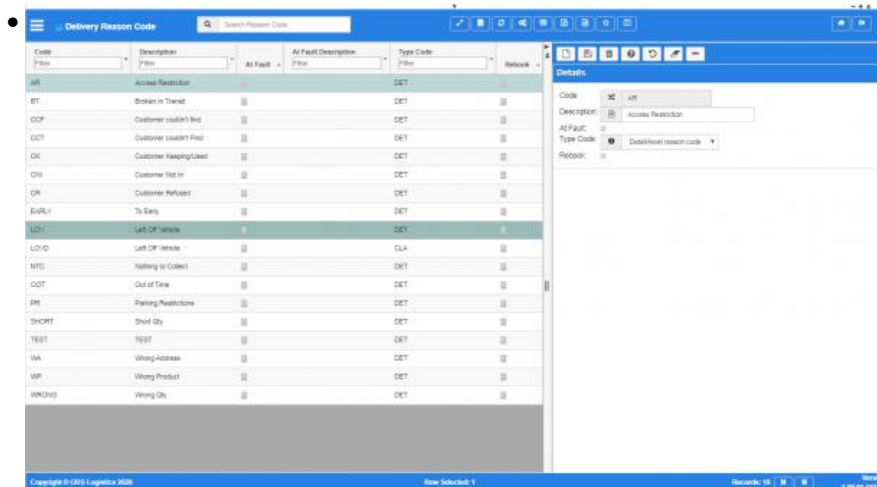 Delivery Reason Code
Search Reason Code
Code Description At Fault At Fault Description Type Code Rebook
Filter Filter Filter Filter
AR Access Restriction DET
BT Broken In Transit DET
CCF Customer couldn't find DET
CCT Customer couldn't Find DET
CK Customer Keeping/Used DET
CNI Customer Not In DET
CR Customer Refused DET
EARLY To Early DET
LOV Left Off Vehicle DET
LOVD Left Off Vehicle CLA
NTC Nothing to Collect DET
OOT Out of Time DET
PR Parking Restrictions DET
SHORT Short Qty DET
TEST TEST DET
WA Wrong Address DET
WP Wrong Product DET
WRONG Wrong Qty DET
Details
Code AR
Description: Access Restriction
At Fault:
Type Code: Detail-level reason code
Rebook:
Copyright © OBS Logistics 2020 Row Selected: 1 Records: 18